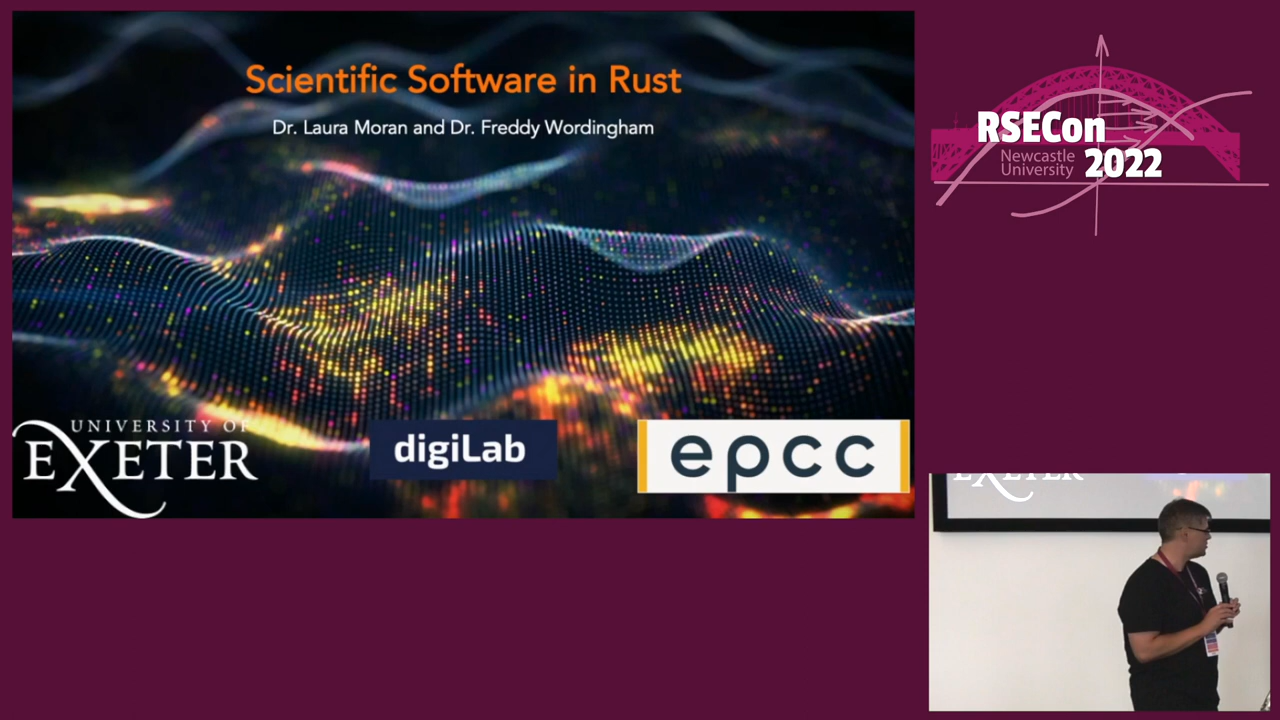 Scientific Software in Rust
Dr. Laura Moran and Dr. Freddy Wordingham
UNIVERSITY OF
EXETER
digiLab
epcc
RSECon
Newcastle
University
2022